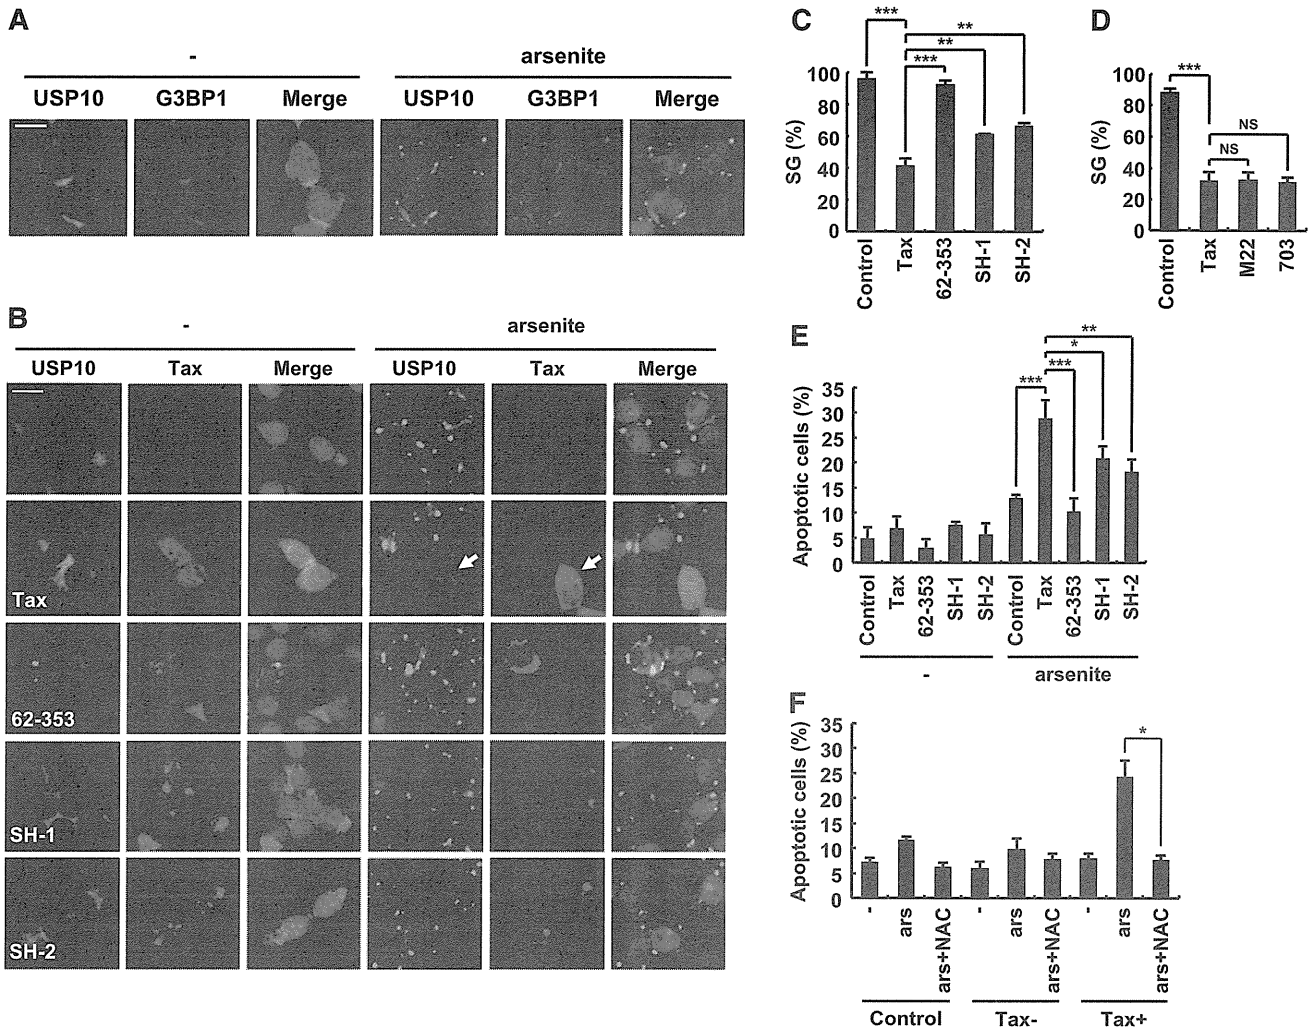 A
-
arsenite
USP10 G3BP1 Merge USP10 G3BP1 Merge
B
-
arsenite
USP10 Tax Merge USP10 Tax Merge
Tax
62-353
SH-1
SH-2
C
*** ** ** ***
SG (%)
100
80
60
40
20
0
Control Tax 62-353 SH-1 SH-2
D
*** NS NS
SG (%)
100
80
60
40
20
0
Control Tax M22 703
E
** * *** ***
Apoptotic cells (%)
35
30
25
20
15
10
5
0
Control Tax 62-353 SH-1 SH-2 Control Tax 62-353 SH-1 SH-2
- arsenite
F
*
Apoptotic cells (%)
35
30
25
20
15
10
5
0
- ars ars+NAC - ars ars+NAC - ars ars+NAC
Control Tax- Tax+